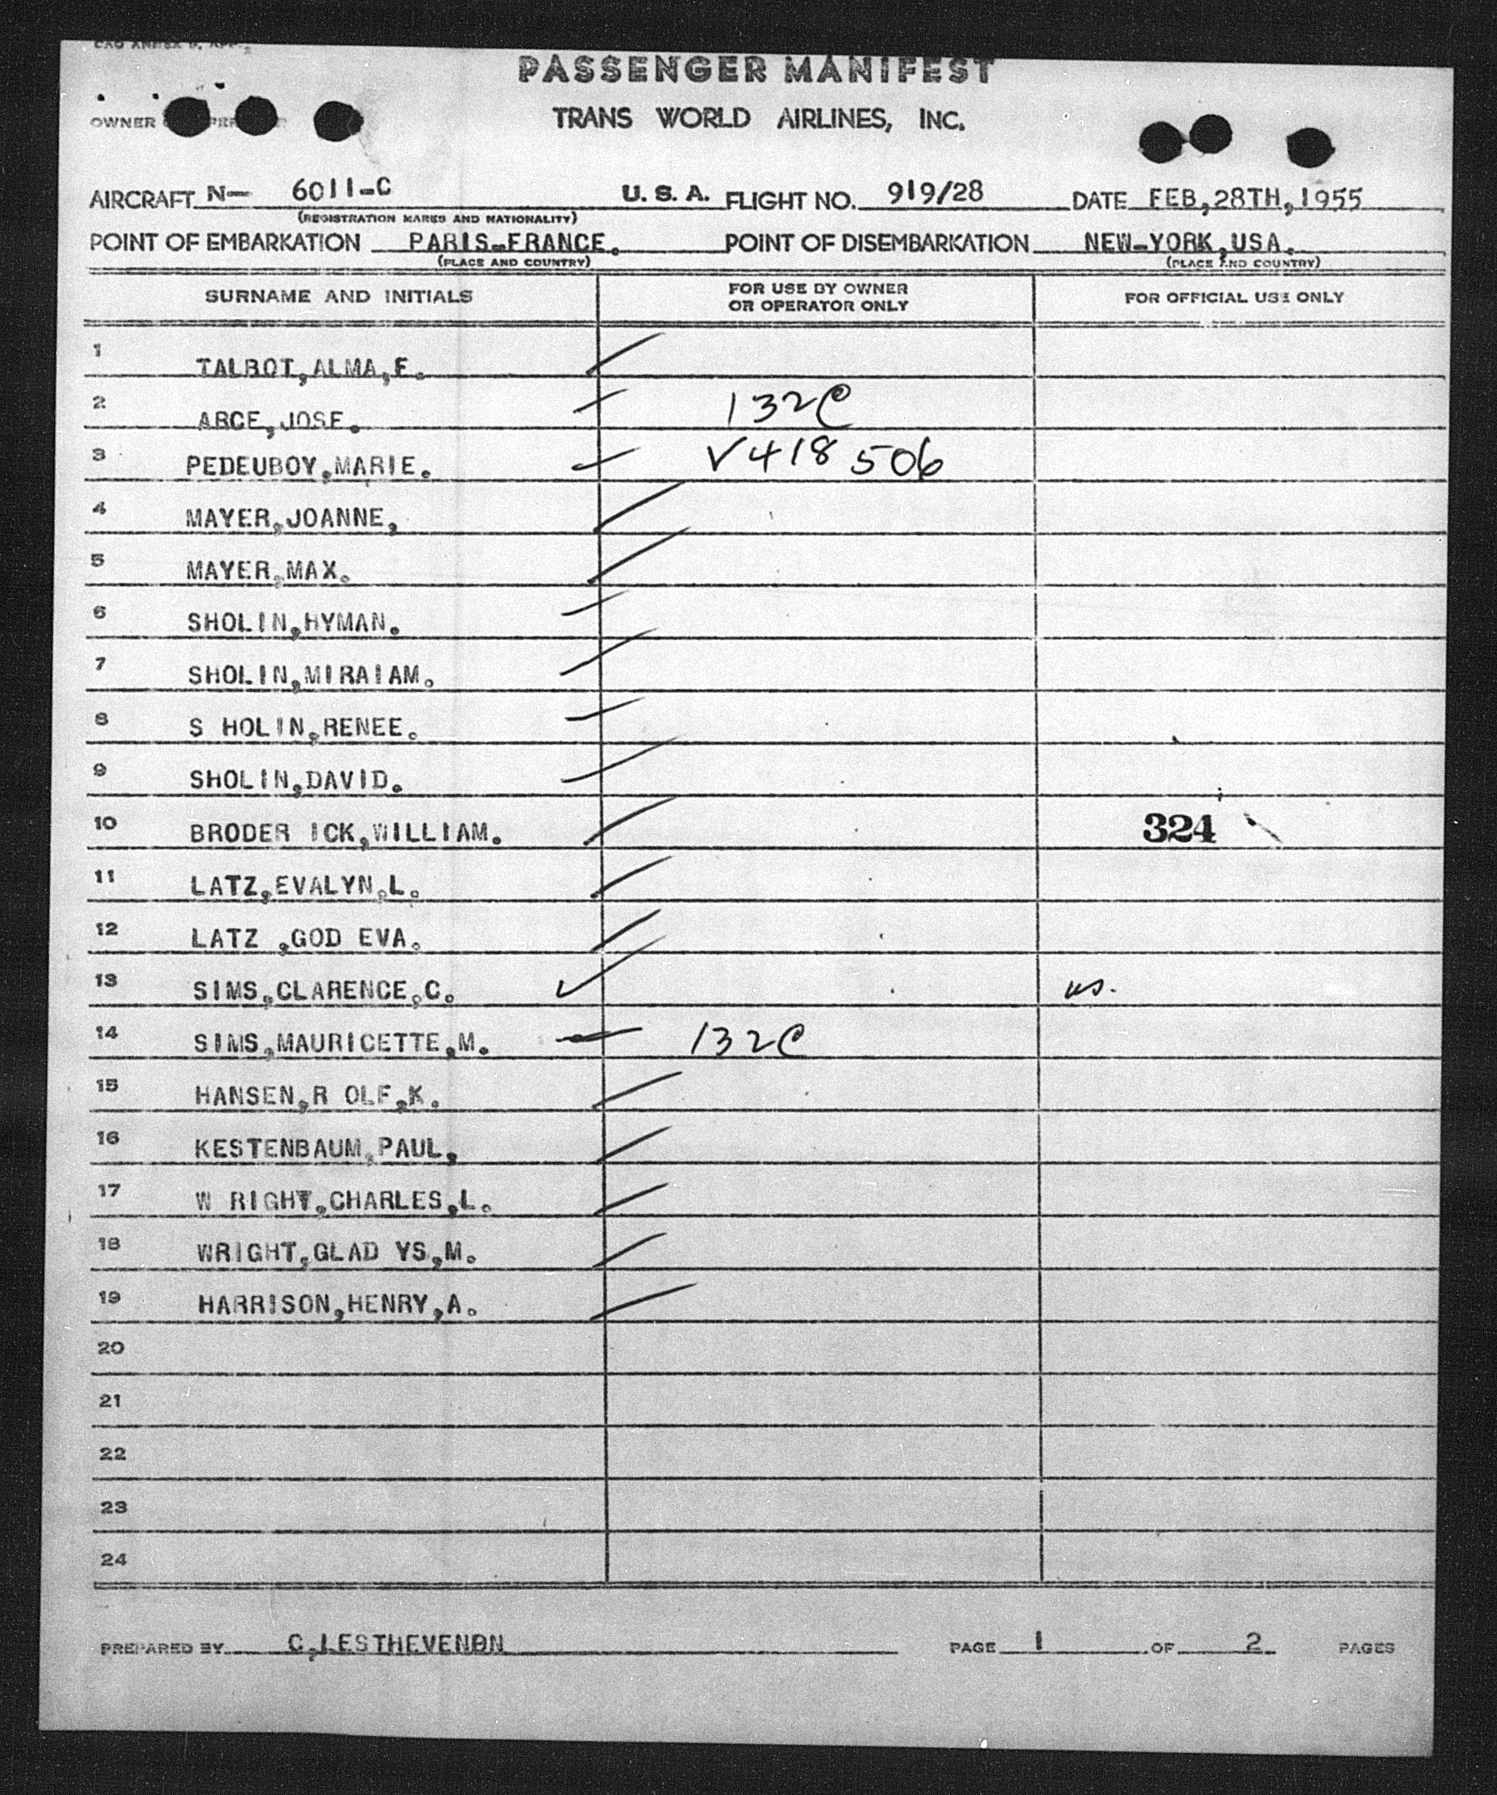 CAO ANNEX 9, APP.
PASSENGER MANIFEST
OWNER
TRANS WORLD AIRLINES, INC.
AIRCRAFT N- 6011-C U. S. A. FLIGHT NO. 919/28 DATE FEB,28TH,1955
(REGISTRATION MARKS AND NATIONALITY)
POINT OF EMBARKATION PARIS-FRANCE. POINT OF DISEMBARKATION NEW-YORK,USA.
(PLACE AND COUNTRY) (PLACE AND COUNTRY)
SURNAME AND INITIALS FOR USE BY OWNER OR OPERATOR ONLY FOR OFFICIAL USE ONLY
1 TALBOT,ALMA,F.
2 ARCE,JOSE. 132C
3 PEDEUBOY,MARIE. V418 506
4 MAYER,JOANNE,
5 MAYER,MAX.
6 SHOLIN,HYMAN.
7 SHOLIN,MIRAIAM.
8 S HOLIN,RENEE.
9 SHOLIN,DAVID.
10 BRODER ICK,WILLIAM. 324
11 LATZ,EVALYN,L.
12 LATZ ,GOD EVA.
13 SIMS,CLARENCE,C. us.
14 SIMS,MAURICETTE,M. 132C
15 HANSEN,R OLF,K.
16 KESTENBAUM,PAUL,
17 W RIGHT,CHARLES,L.
18 WRIGHT,GLAD YS,M.
19 HARRISON,HENRY,A.
20
21
22
23
24
PREPARED BY C,LESTHEVENON PAGE 1 OF 2 PAGES